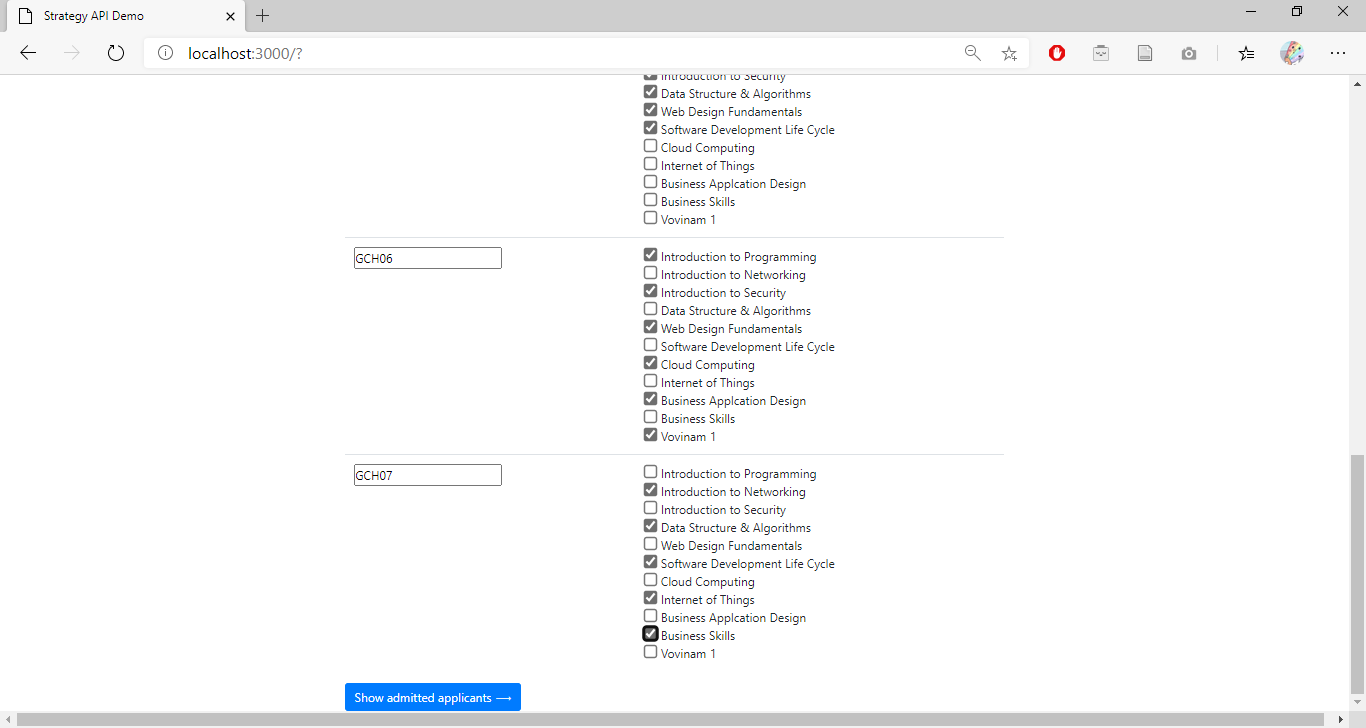 Strategy API Demo
localhost:3000/?
Introduction to Security
Data Structure & Algorithms
Web Design Fundamentals
Software Development Life Cycle
Cloud Computing
Internet of Things
Business Applcation Design
Business Skills
Vovinam 1
GCH06
Introduction to Programming
Introduction to Networking
Introduction to Security
Data Structure & Algorithms
Web Design Fundamentals
Software Development Life Cycle
Cloud Computing
Internet of Things
Business Applcation Design
Business Skills
Vovinam 1
GCH07
Introduction to Programming
Introduction to Networking
Introduction to Security
Data Structure & Algorithms
Web Design Fundamentals
Software Development Life Cycle
Cloud Computing
Internet of Things
Business Applcation Design
Business Skills
Vovinam 1
Show admitted applicants ⟶